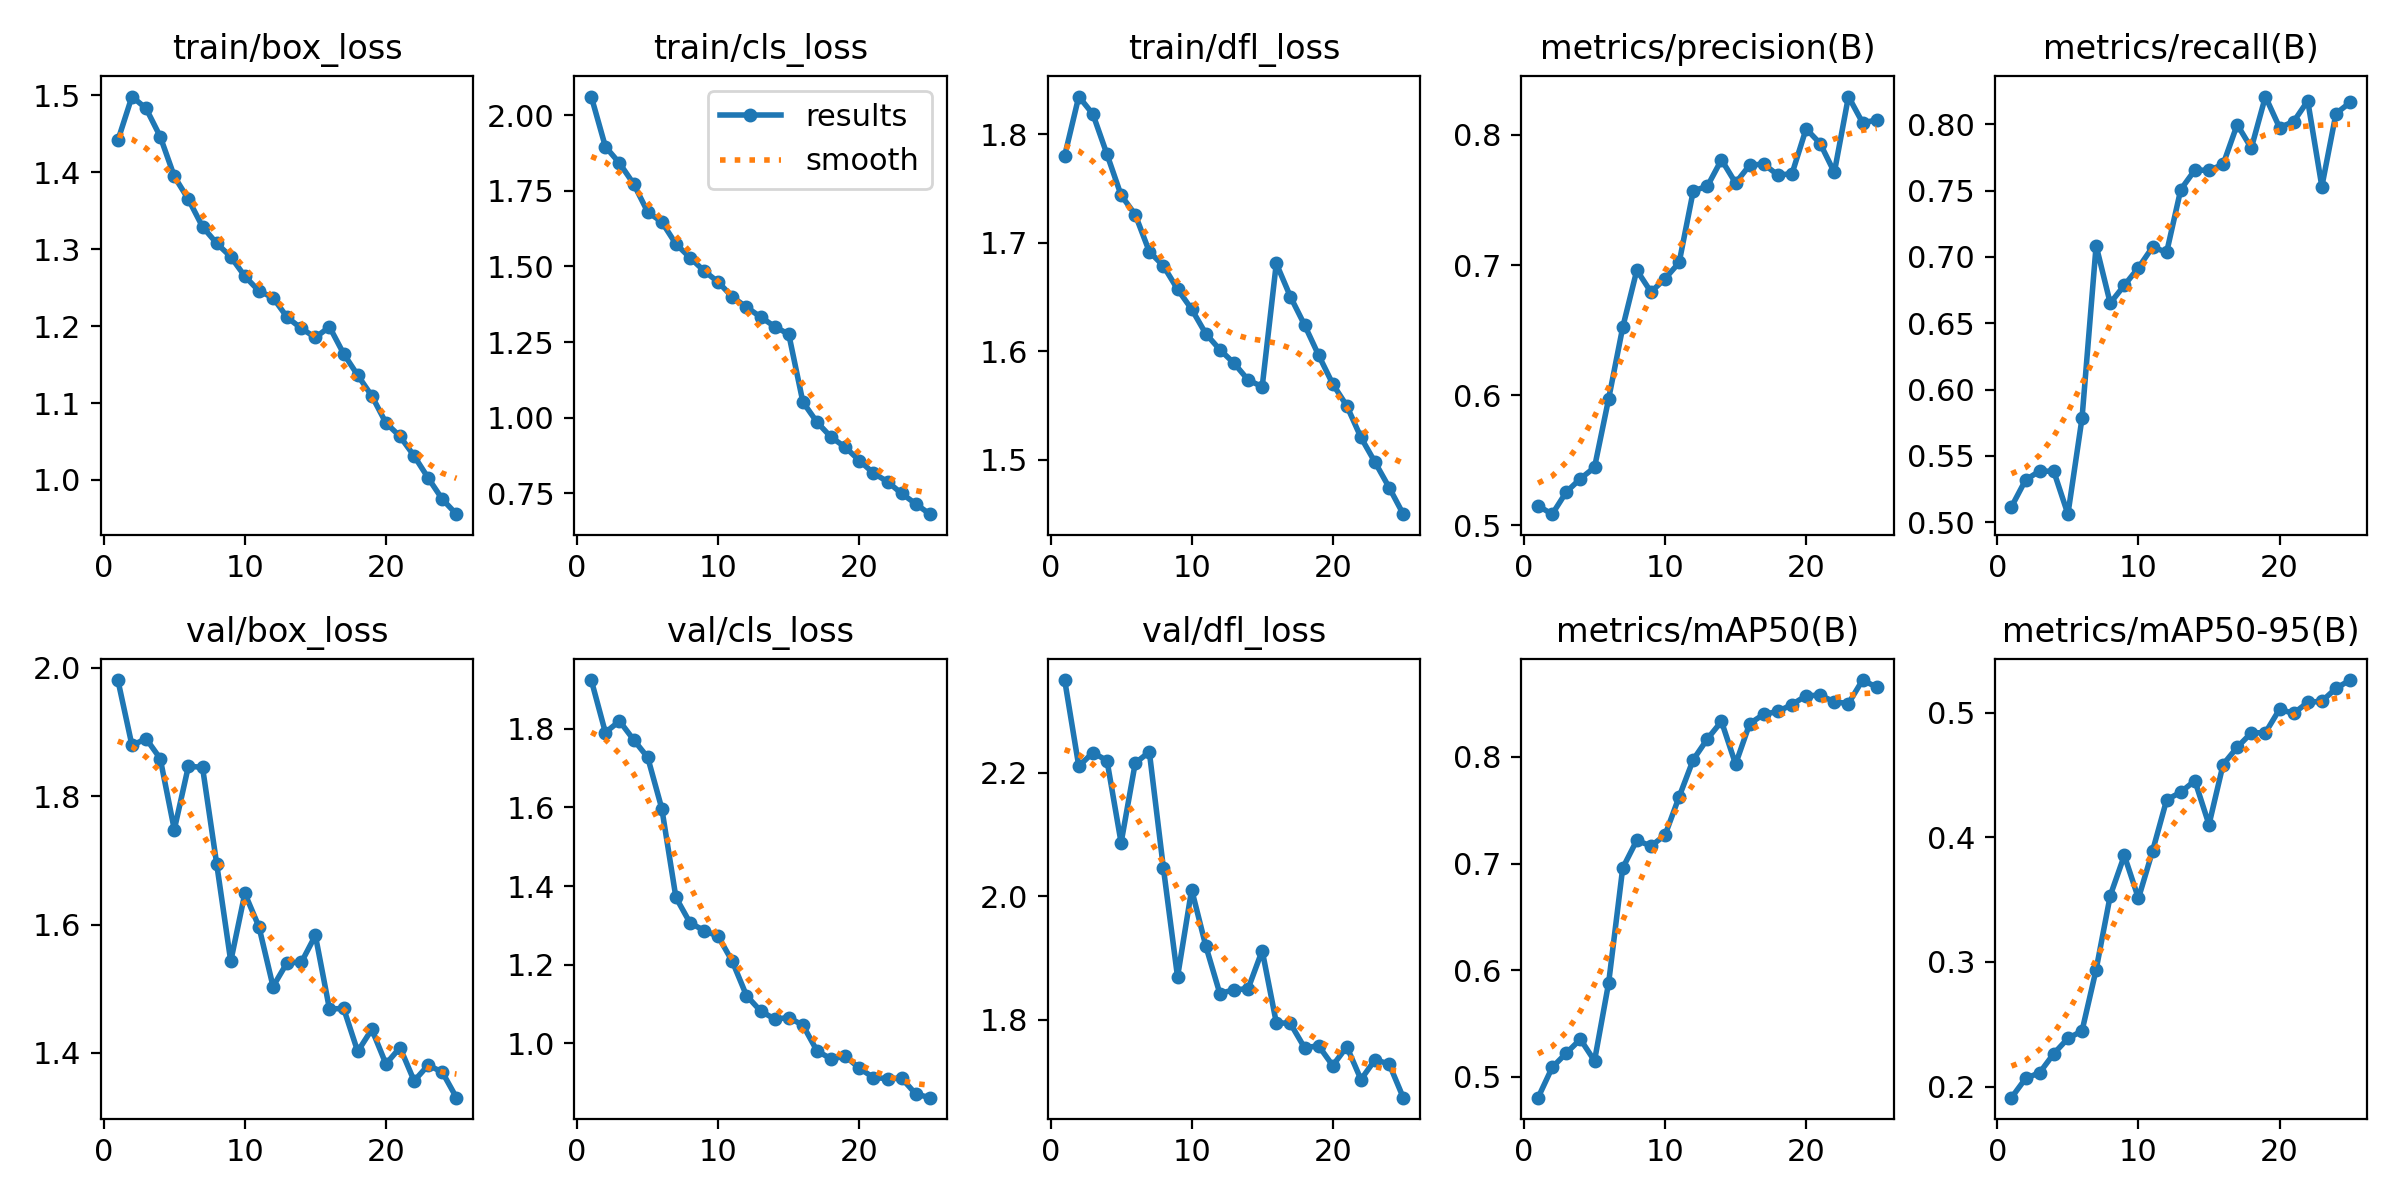 train/box_loss
1.5
1.4
1.3
1.2
1.1
1.0
0 10 20
train/cls_loss
results
smooth
2.00
1.75
1.50
1.25
1.00
0.75
0 10 20
train/dfl_loss
1.8
1.7
1.6
1.5
0 10 20
metrics/precision(B)
0.8
0.7
0.6
0.5
0 10 20
metrics/recall(B)
0.80
0.75
0.70
0.65
0.60
0.55
0.50
0 10 20
val/box_loss
2.0
1.8
1.6
1.4
0 10 20
val/cls_loss
1.8
1.6
1.4
1.2
1.0
0 10 20
val/dfl_loss
2.2
2.0
1.8
0 10 20
metrics/mAP50(B)
0.8
0.7
0.6
0.5
0 10 20
metrics/mAP50-95(B)
0.5
0.4
0.3
0.2
0 10 20